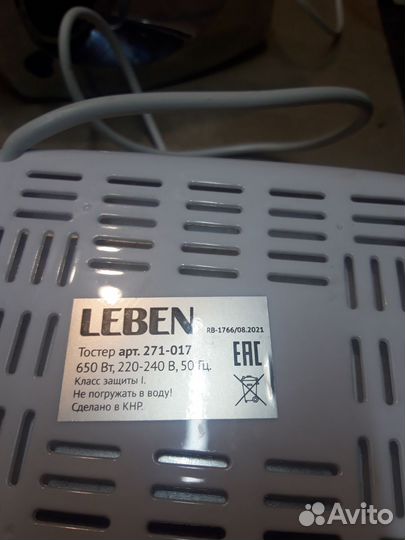 LEBEN
RB-1766/08.2021
Тостер арт. 271-017
650 Вт, 220-240 В, 50 Гц.
Класс защиты I.
Не погружать в воду!
Сделано в КНР.
EAC
Avito